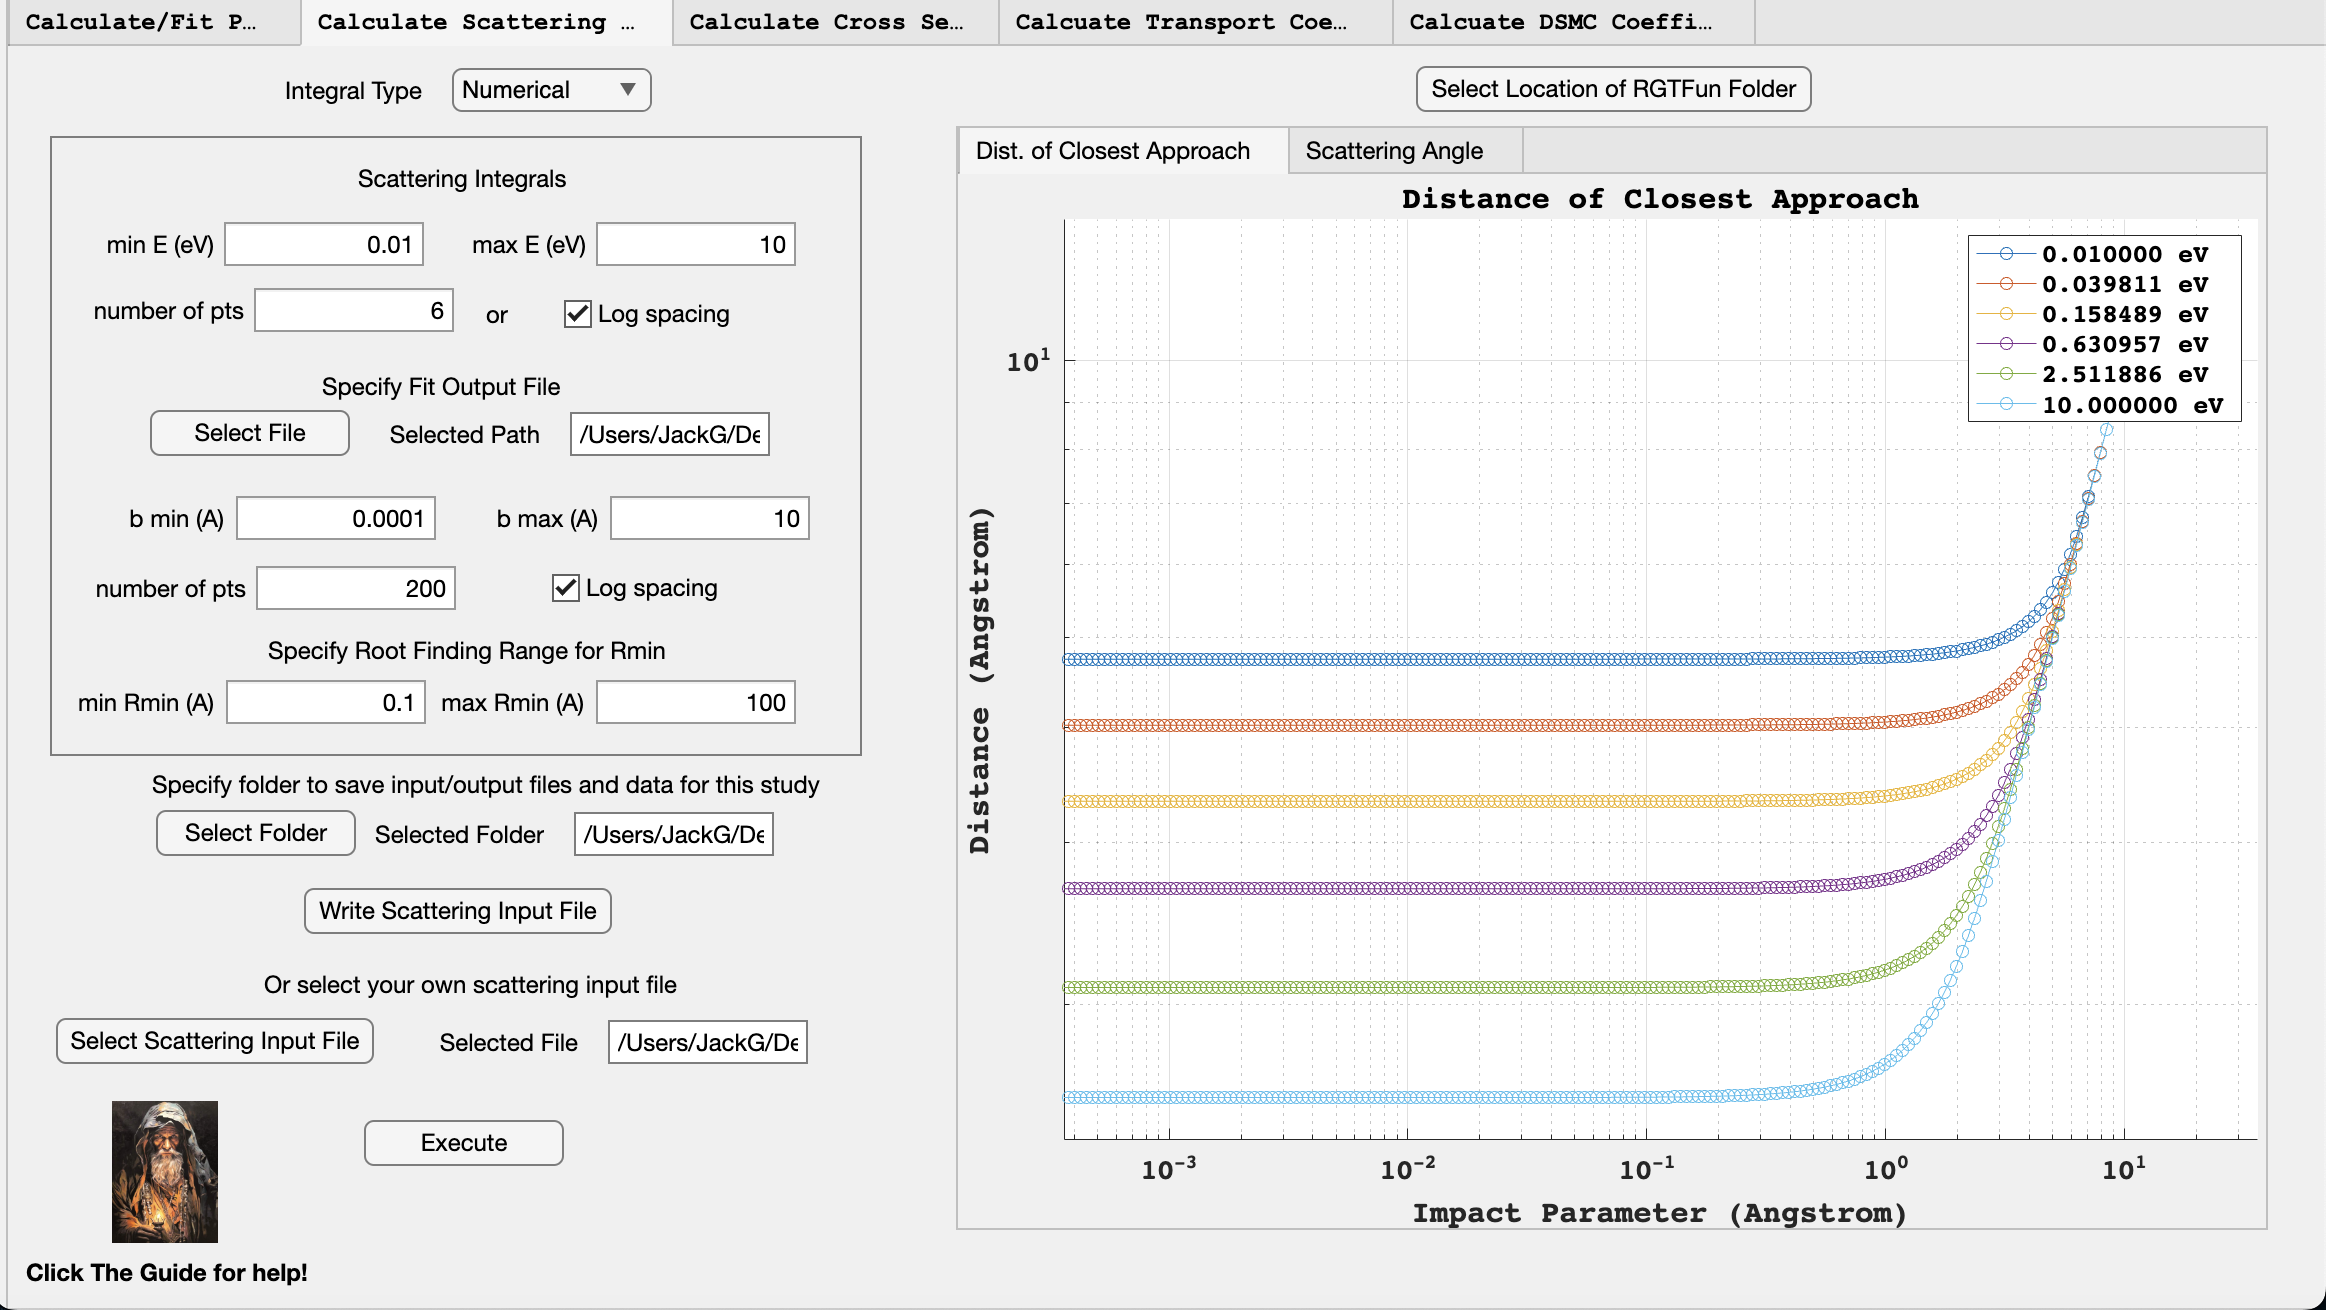 Calculate/Fit P…
Calculate Scattering …
Calculate Cross Se…
Calcuate Transport Coe…
Calcuate DSMC Coeffi…
Integral Type
Numerical
Scattering Integrals
min E (eV)
0.01
max E (eV)
10
number of pts
6
or
Log spacing
Specify Fit Output File
Select File
Selected Path
/Users/JackG/De
b min (A)
0.0001
b max (A)
10
number of pts
200
Log spacing
Specify Root Finding Range for Rmin
min Rmin (A)
0.1
max Rmin (A)
100
Specify folder to save input/output files and data for this study
Select Folder
Selected Folder
/Users/JackG/De
Write Scattering Input File
Or select your own scattering input file
Select Scattering Input File
Selected File
/Users/JackG/De
Execute
Click The Guide for help!
Select Location of RGTFun Folder
Dist. of Closest Approach
Scattering Angle
Distance of Closest Approach
0.010000 eV
0.039811 eV
0.158489 eV
0.630957 eV
2.511886 eV
10.000000 eV
10¹
Distance (Angstrom)
10⁻³
10⁻²
10⁻¹
10⁰
10¹
Impact Parameter (Angstrom)